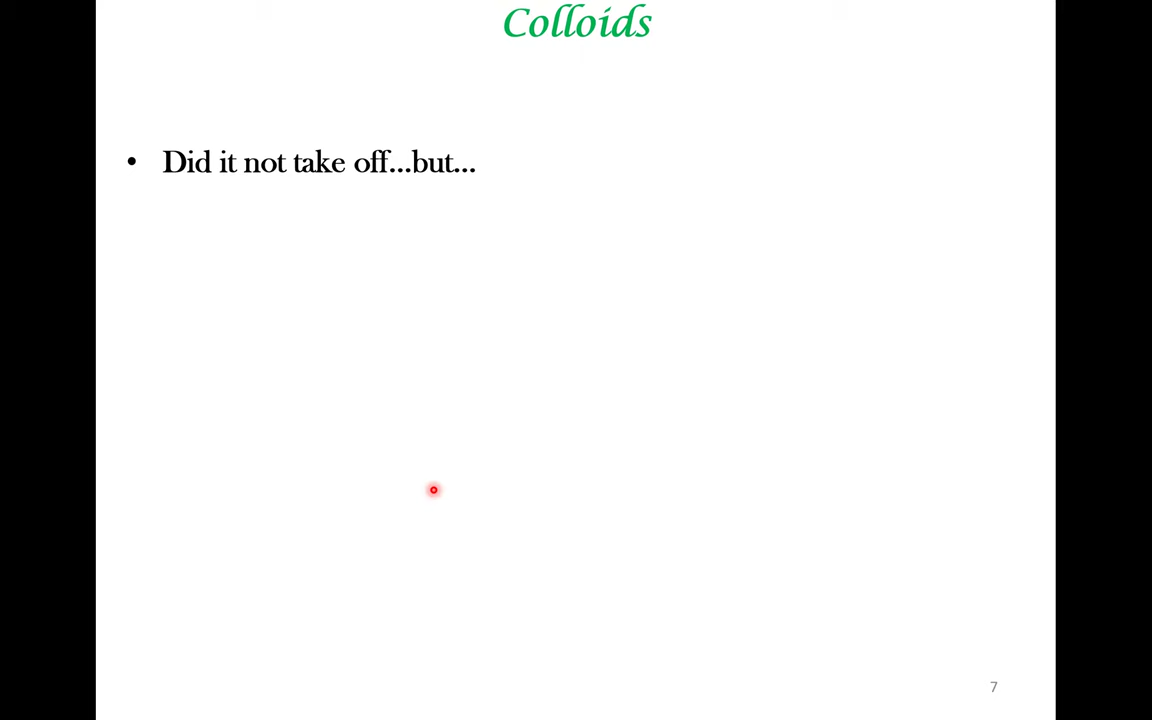 Colloids
• Did it not take off...but...
7